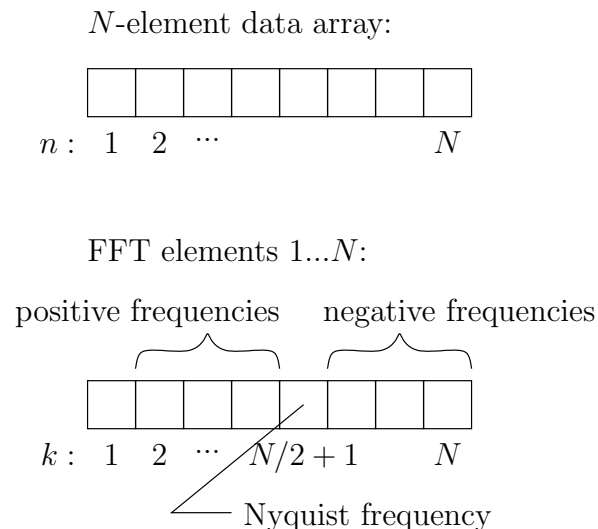 N-element data array:
n : 1 2 ... N
FFT elements 1...N:
positive frequencies negative frequencies
k : 1 2 ... N/2 + 1 N
Nyquist frequency